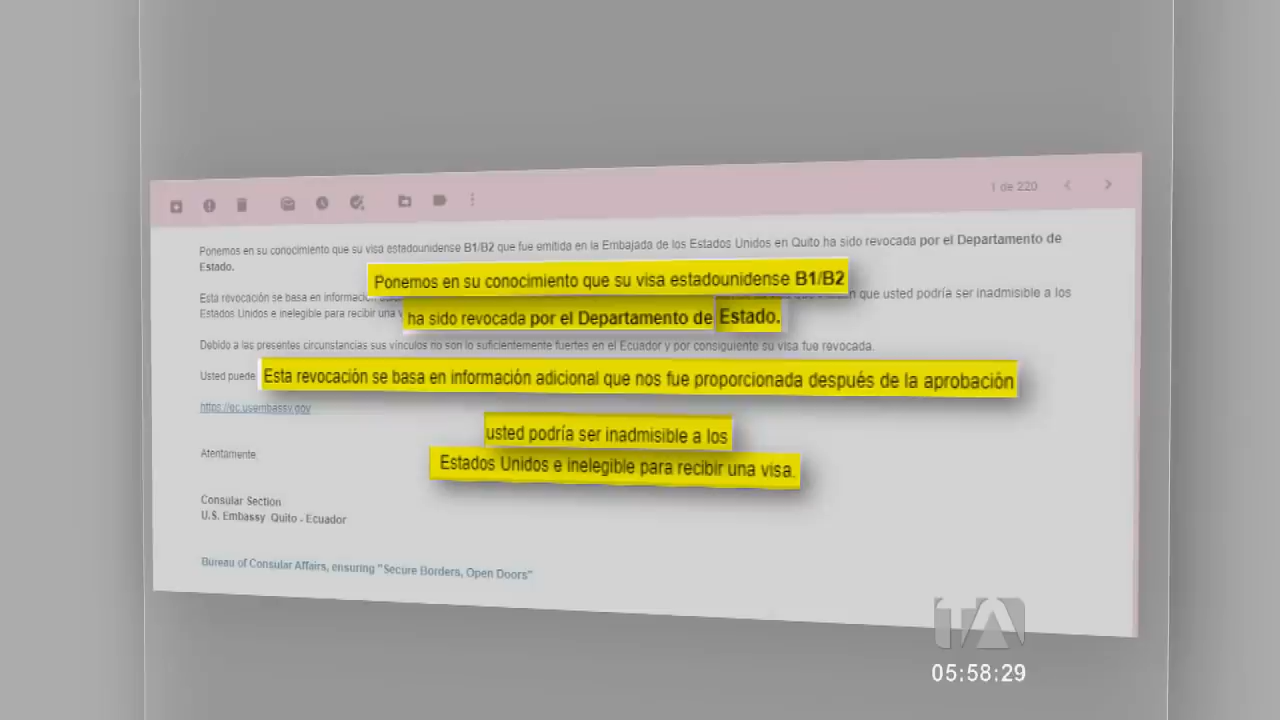 1 de 220
Ponemos en su conocimiento que su visa estadounidense B1/B2 que fue emitida en la Embajada de los Estados Unidos en Quito ha sido revocada por el Departamento de
Estado.
Ponemos en su conocimiento que su visa estadounidense B1/B2
Esta revocación se basa en información
que usted podría ser inadmisible a los
Estados Unidos e inelegible para recibir una
ha sido revocada por el Departamento de Estado.
Debido a las presentes circunstancias sus vínculos no son lo suficientemente fuertes en el Ecuador y por consiguiente su visa fue revocada.
Usted puede
Esta revocación se basa en información adicional que nos fue proporcionada después de la aprobación
https://ec.usembassy.gov
usted podría ser inadmisible a los
Estados Unidos e inelegible para recibir una visa.
Atentamente,
Consular Section
U.S. Embassy Quito - Ecuador
Bureau of Consular Affairs, ensuring "Secure Borders, Open Doors"
TA
05:58:29